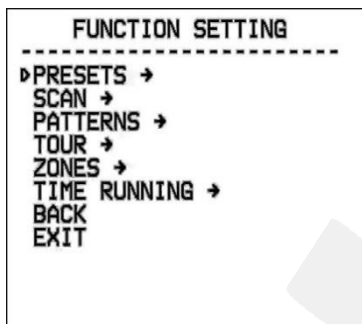 FUNCTION SETTING
PRESETS →
SCAN →
PATTERNS →
TOUR →
ZONES →
TIME RUNNING →
BACK
EXIT